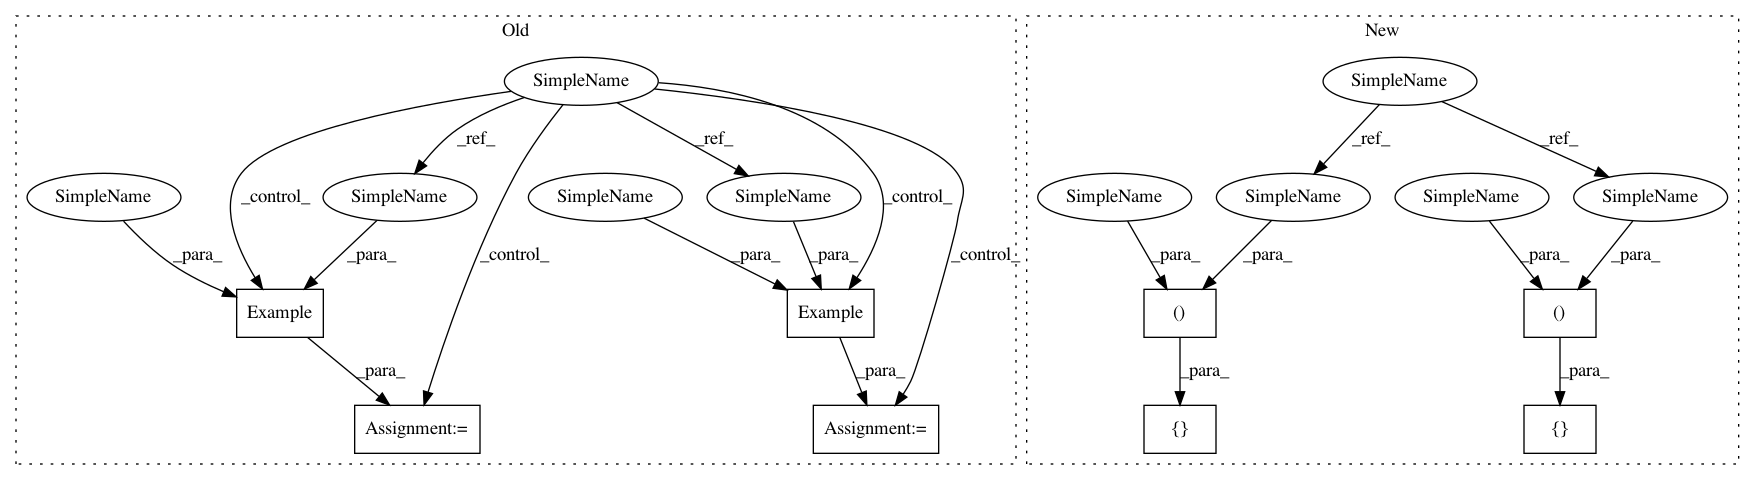 Old
New
SimpleName
SimpleName
_ref_
_ref_
_ref_
_ref_
SimpleName
_control_
SimpleName
SimpleName
SimpleName
_control_
SimpleName
SimpleName
SimpleName
SimpleName
_para_
_para_
_control_
_para_
_para_
_control_
_para_
_para_
_para_
_para_
Example
Example
()
()
_para_
_para_
_para_
_para_
Assignment:=
Assignment:=
{}
{}